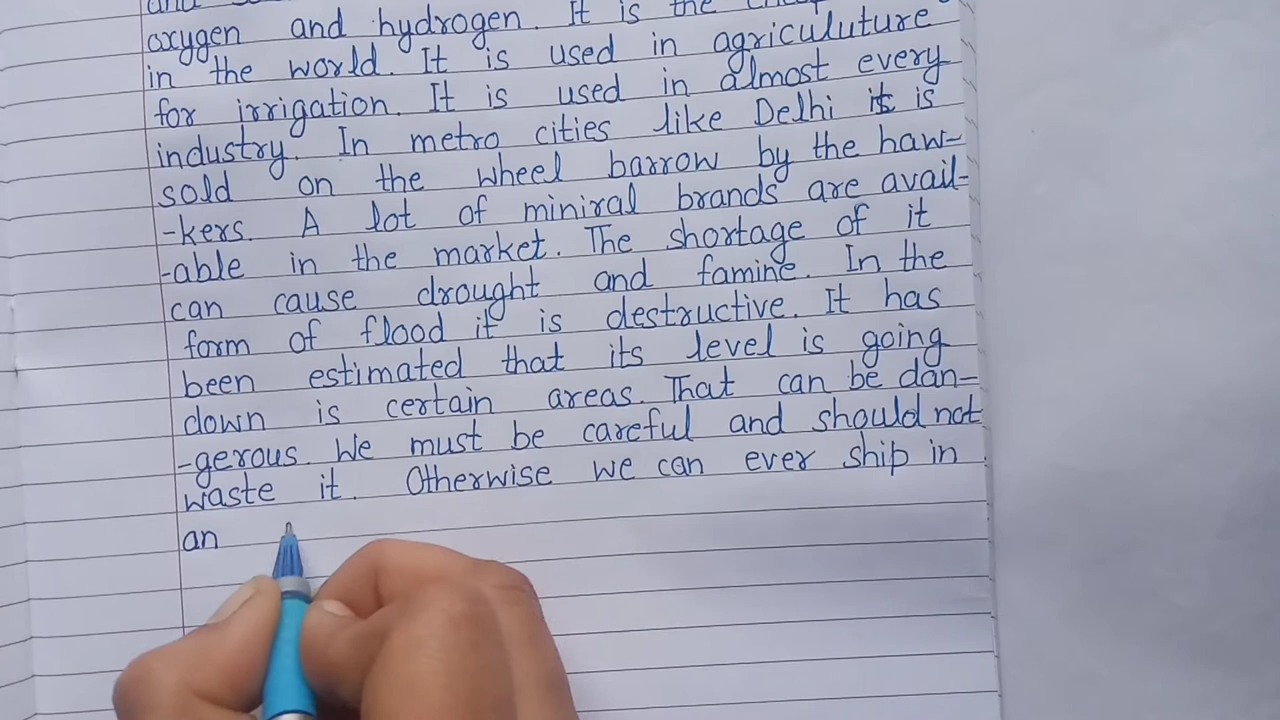 oxygen and hydrogen. It is the
in the world. It is used in agricululture
for irrigation. It is used in almost every
industry. In metro cities like Delhi it is
sold on the wheel barrow by the haw-
-kers. A lot of miniral brands are avail-
-able in the market. The shortage of it
can cause drought and famine. In the
form of flood it is destructive. It has
been estimated that its level is going
down is certain areas. That can be dan-
-gerous. We must be careful and should not
waste it. Otherwise we can ever ship in
an